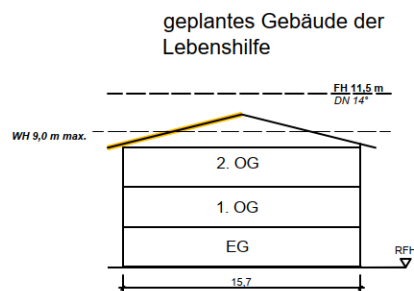 geplantes Gebäude der
Lebenshilfe
FH 11,5 m
DN 14°
WH 9,0 m max.
2. OG
1. OG
EG
RFH
15,7